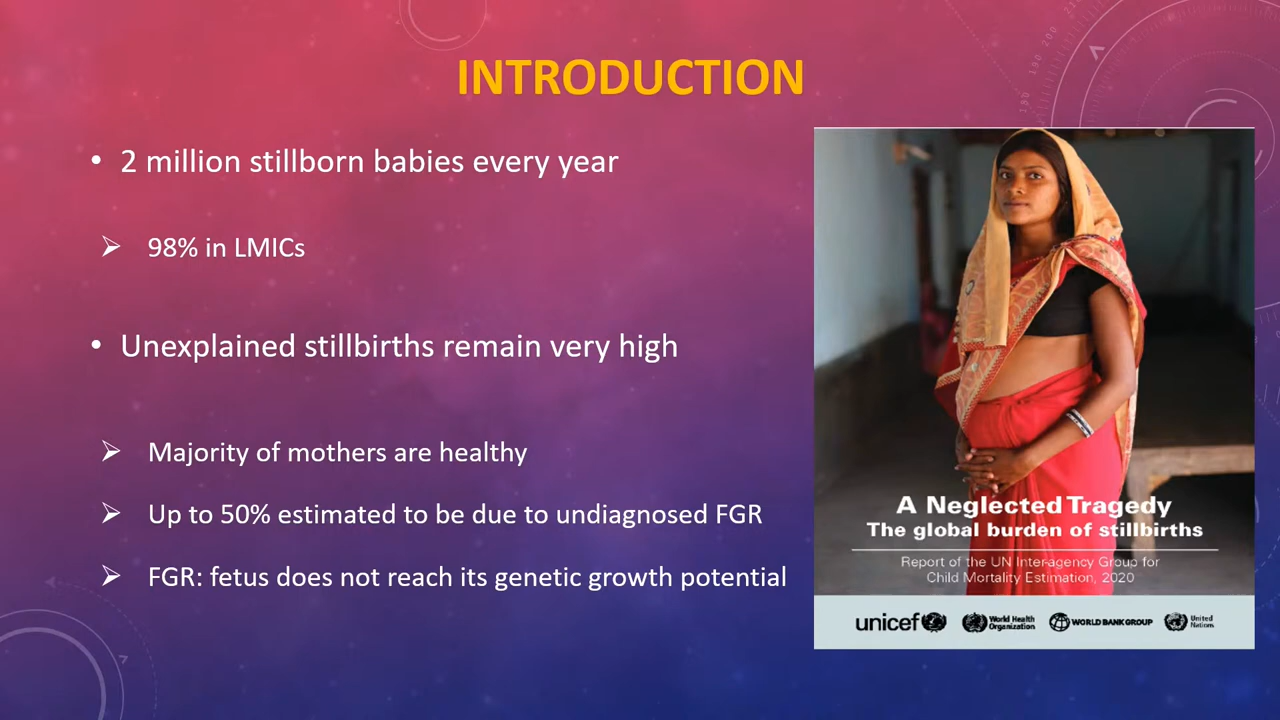 INTRODUCTION
• 2 million stillborn babies every year
➢ 98% in LMICs
• Unexplained stillbirths remain very high
➢ Majority of mothers are healthy
➢ Up to 50% estimated to be due to undiagnosed FGR
➢ FGR: fetus does not reach its genetic growth potential
A Neglected Tragedy
The global burden of stillbirths
Report of the UN Inter-agency Group for
Child Mortality Estimation, 2020
unicef
World Health
Organization
WORLD BANK GROUP
United
Nations